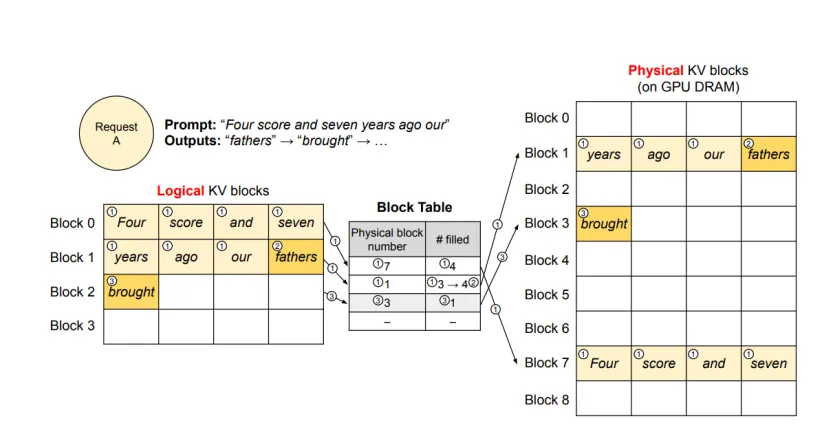 Physical KV blocks
(on GPU DRAM)
Request
A
Prompt: “Four score and seven years ago our”
Outputs: “fathers” → “brought” → …
Logical KV blocks
Block 0 ① Four ① score ① and ① seven
Block 1 ① years ① ago ① our ② fathers
Block 2 ③ brought
Block 3
① ① ③
Block Table
Physical block
number
# filled
①7 ①4
①1 ①3 → 4②
③3 ③1
– –
① ③ ①
Block 0
Block 1 ① years ① ago ① our ② fathers
Block 2
Block 3 ③ brought
Block 4
Block 5
Block 6
Block 7 ① Four ① score ① and ① seven
Block 8